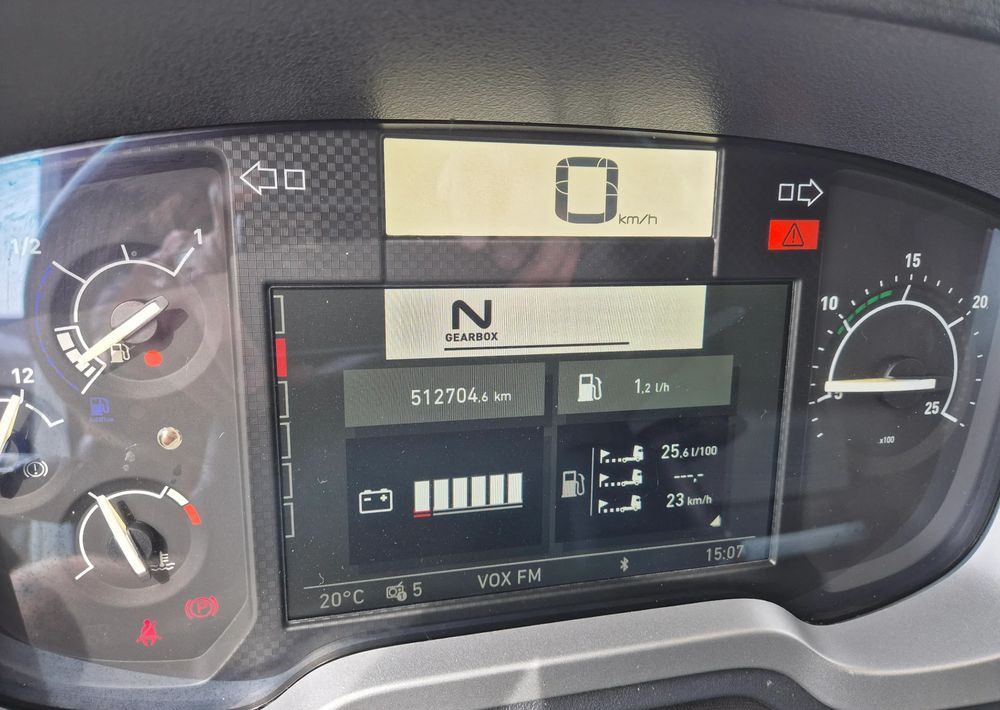 0 km/h
1/2
1
12
N
GEARBOX
512704,6 km
1,2 l/h
25,6 l/100
---,-
23 km/h
20°C
5
VOX FM
15:07
P
10
15
20
25
x100